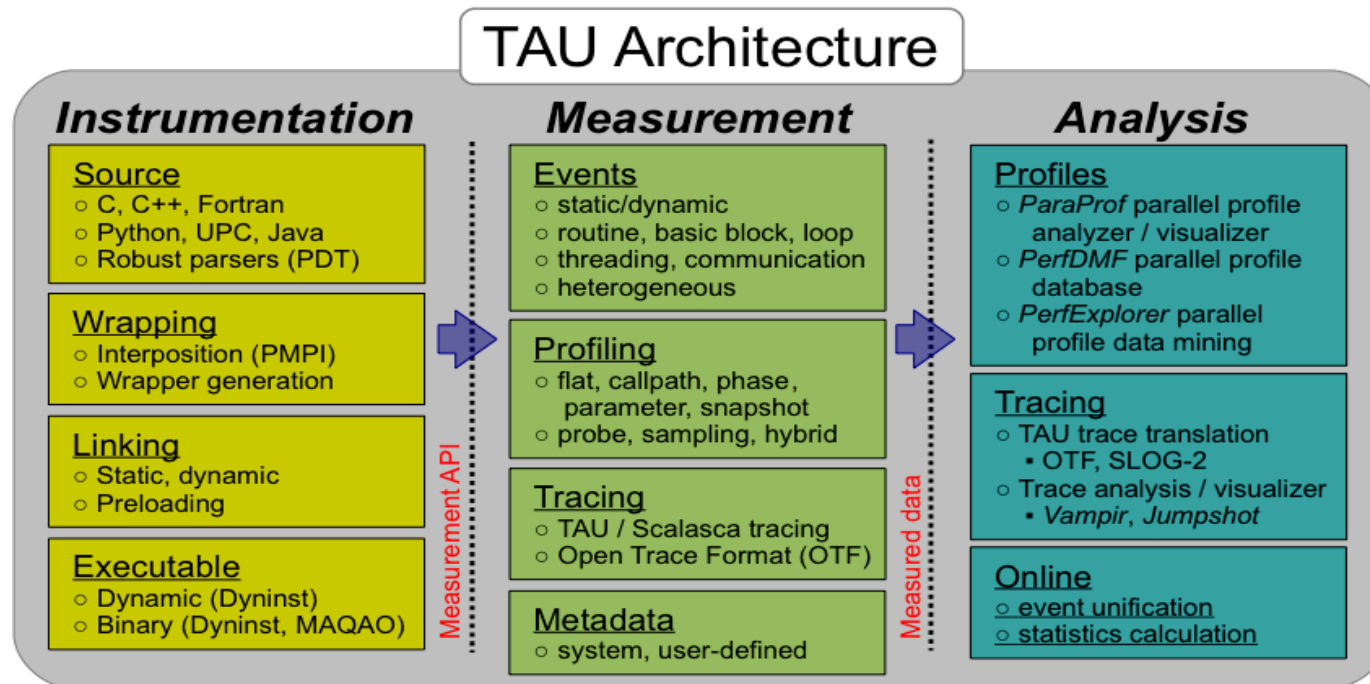 TAU Architecture
Instrumentation
Source
○ C, C++, Fortran
○ Python, UPC, Java
○ Robust parsers (PDT)
Wrapping
○ Interposition (PMPI)
○ Wrapper generation
Linking
○ Static, dynamic
○ Preloading
Executable
○ Dynamic (Dyninst)
○ Binary (Dyninst, MAQAO)
Measurement API
Measurement
Events
○ static/dynamic
○ routine, basic block, loop
○ threading, communication
○ heterogeneous
Profiling
○ flat, callpath, phase,
parameter, snapshot
○ probe, sampling, hybrid
Tracing
○ TAU / Scalasca tracing
○ Open Trace Format (OTF)
Metadata
○ system, user-defined
Measured data
Analysis
Profiles
○ ParaProf parallel profile
analyzer / visualizer
○ PerfDMF parallel profile
database
○ PerfExplorer parallel
profile data mining
Tracing
○ TAU trace translation
▪ OTF, SLOG-2
○ Trace analysis / visualizer
▪ Vampir, Jumpshot
Online
○ event unification
○ statistics calculation